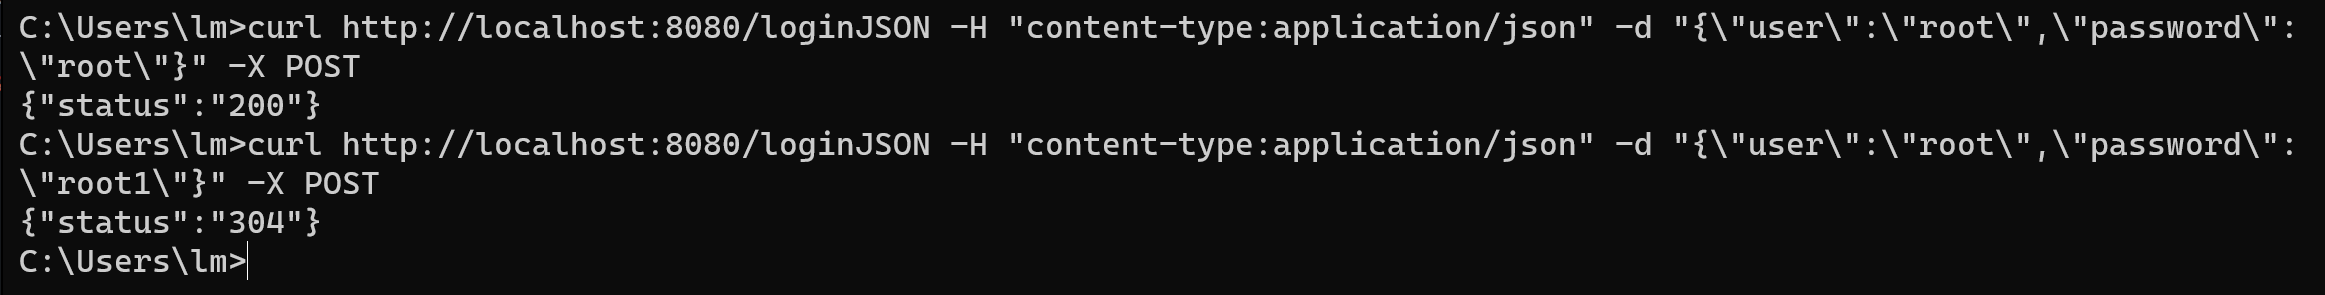 C:\Users\lm>curl http://localhost:8080/loginJSON -H "content-type:application/json" -d "{\"user\":\"root\",\"password\":
\"root\"}" -X POST
{"status":"200"}
C:\Users\lm>curl http://localhost:8080/loginJSON -H "content-type:application/json" -d "{\"user\":\"root\",\"password\":
\"root1\"}" -X POST
{"status":"304"}
C:\Users\lm>